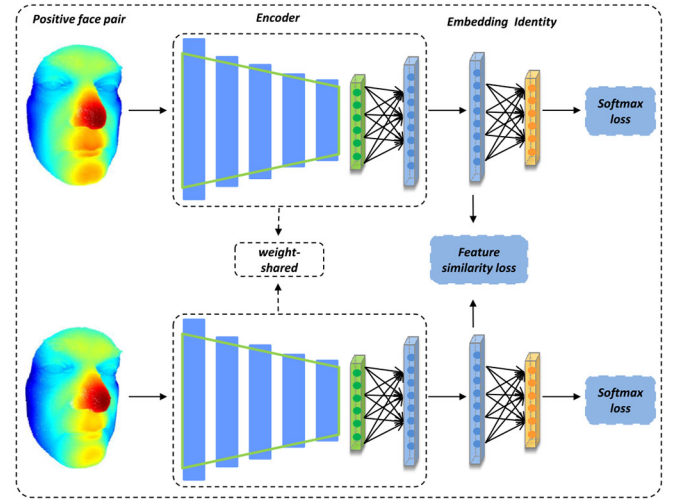 Positive face pair
Encoder
Embedding Identity
Softmax
loss
weight-
shared
Feature
similarity loss
Softmax
loss